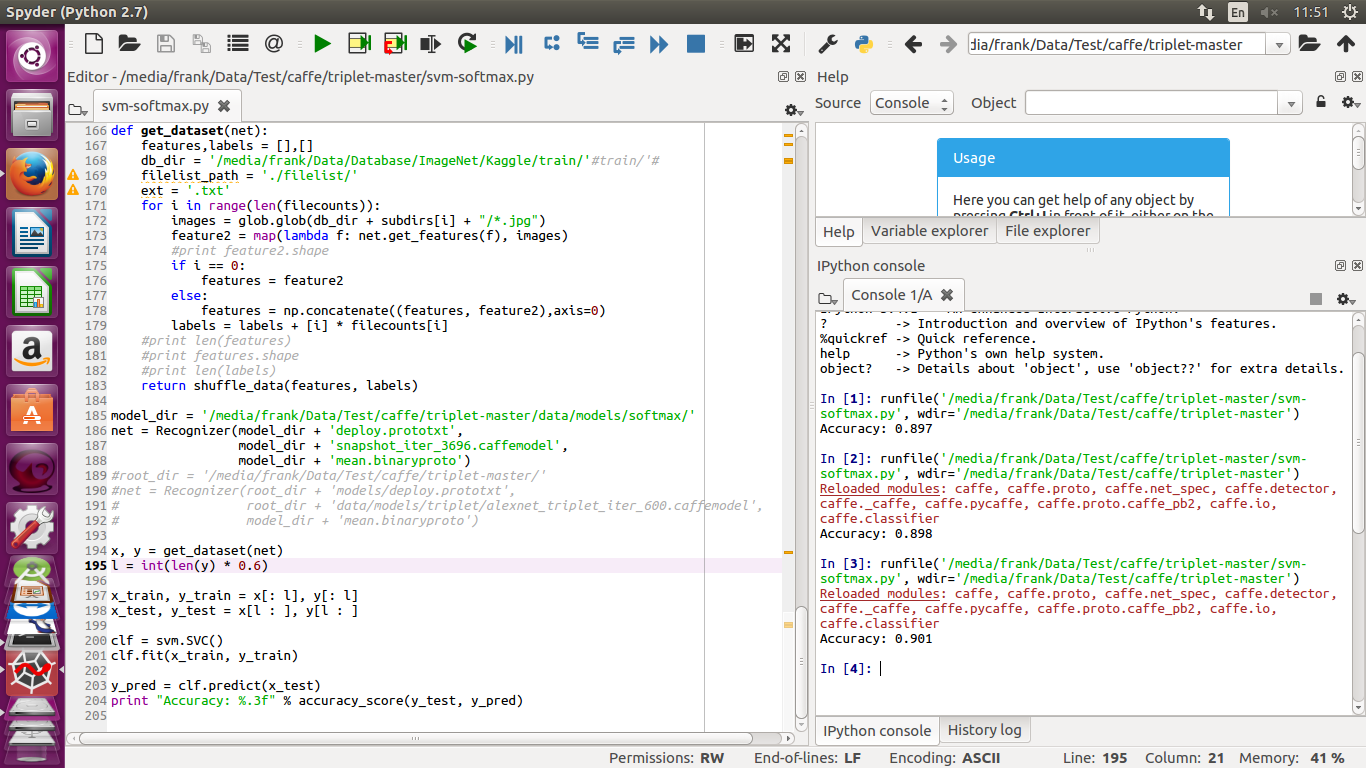 Spyder (Python 2.7)
En
11:51
dia/frank/Data/Test/caffe/triplet-master
Editor - /media/frank/Data/Test/caffe/triplet-master/svm-softmax.py
svm-softmax.py
166 def get_dataset(net):
167     features,labels = [],[]
168     db_dir = '/media/frank/Data/Database/ImageNet/Kaggle/train/'#train/'#
169     filelist_path = './filelist/'
170     ext = '.txt'
171     for i in range(len(filecounts)):
172         images = glob.glob(db_dir + subdirs[i] + "/*.jpg")
173         feature2 = map(lambda f: net.get_features(f), images)
174         #print feature2.shape
175         if i == 0:
176             features = feature2
177         else:
178             features = np.concatenate((features, feature2),axis=0)
179         labels = labels + [i] * filecounts[i]
180     #print len(features)
181     #print features.shape
182     #print len(labels)
183     return shuffle_data(features, labels)
184
185 model_dir = '/media/frank/Data/Test/caffe/triplet-master/data/models/softmax/'
186 net = Recognizer(model_dir + 'deploy.prototxt',
187                  model_dir + 'snapshot_iter_3696.caffemodel',
188                  model_dir + 'mean.binaryproto')
189 #root_dir = '/media/frank/Data/Test/caffe/triplet-master/'
190 #net = Recognizer(root_dir + 'models/deploy.prototxt',
191 #                 root_dir + 'data/models/triplet/alexnet_triplet_iter_600.caffemodel',
192 #                 model_dir + 'mean.binaryproto')
193
194 x, y = get_dataset(net)
195 l = int(len(y) * 0.6)
196
197 x_train, y_train = x[: l], y[: l]
198 x_test, y_test = x[l : ], y[l : ]
199
200 clf = svm.SVC()
201 clf.fit(x_train, y_train)
202
203 y_pred = clf.predict(x_test)
204 print "Accuracy: %.3f" % accuracy_score(y_test, y_pred)
205
Help
Source Console Object
Usage
Here you can get help of any object by
pressing Ctrl+I in front of it, either on the
Help Variable explorer File explorer
IPython console
Console 1/A
?         -> Introduction and overview of IPython's features.
%quickref -> Quick reference.
help      -> Python's own help system.
object?   -> Details about 'object', use 'object??' for extra details.
In [1]: runfile('/media/frank/Data/Test/caffe/triplet-master/svm-
softmax.py', wdir='/media/frank/Data/Test/caffe/triplet-master')
Accuracy: 0.897
In [2]: runfile('/media/frank/Data/Test/caffe/triplet-master/svm-
softmax.py', wdir='/media/frank/Data/Test/caffe/triplet-master')
Reloaded modules: caffe, caffe.proto, caffe.net_spec, caffe.detector,
caffe._caffe, caffe.pycaffe, caffe.proto.caffe_pb2, caffe.io,
caffe.classifier
Accuracy: 0.898
In [3]: runfile('/media/frank/Data/Test/caffe/triplet-master/svm-
softmax.py', wdir='/media/frank/Data/Test/caffe/triplet-master')
Reloaded modules: caffe, caffe.proto, caffe.net_spec, caffe.detector,
caffe._caffe, caffe.pycaffe, caffe.proto.caffe_pb2, caffe.io,
caffe.classifier
Accuracy: 0.901
In [4]:
IPython console History log
Permissions: RW End-of-lines: LF Encoding: ASCII Line: 195 Column: 21 Memory: 41 %